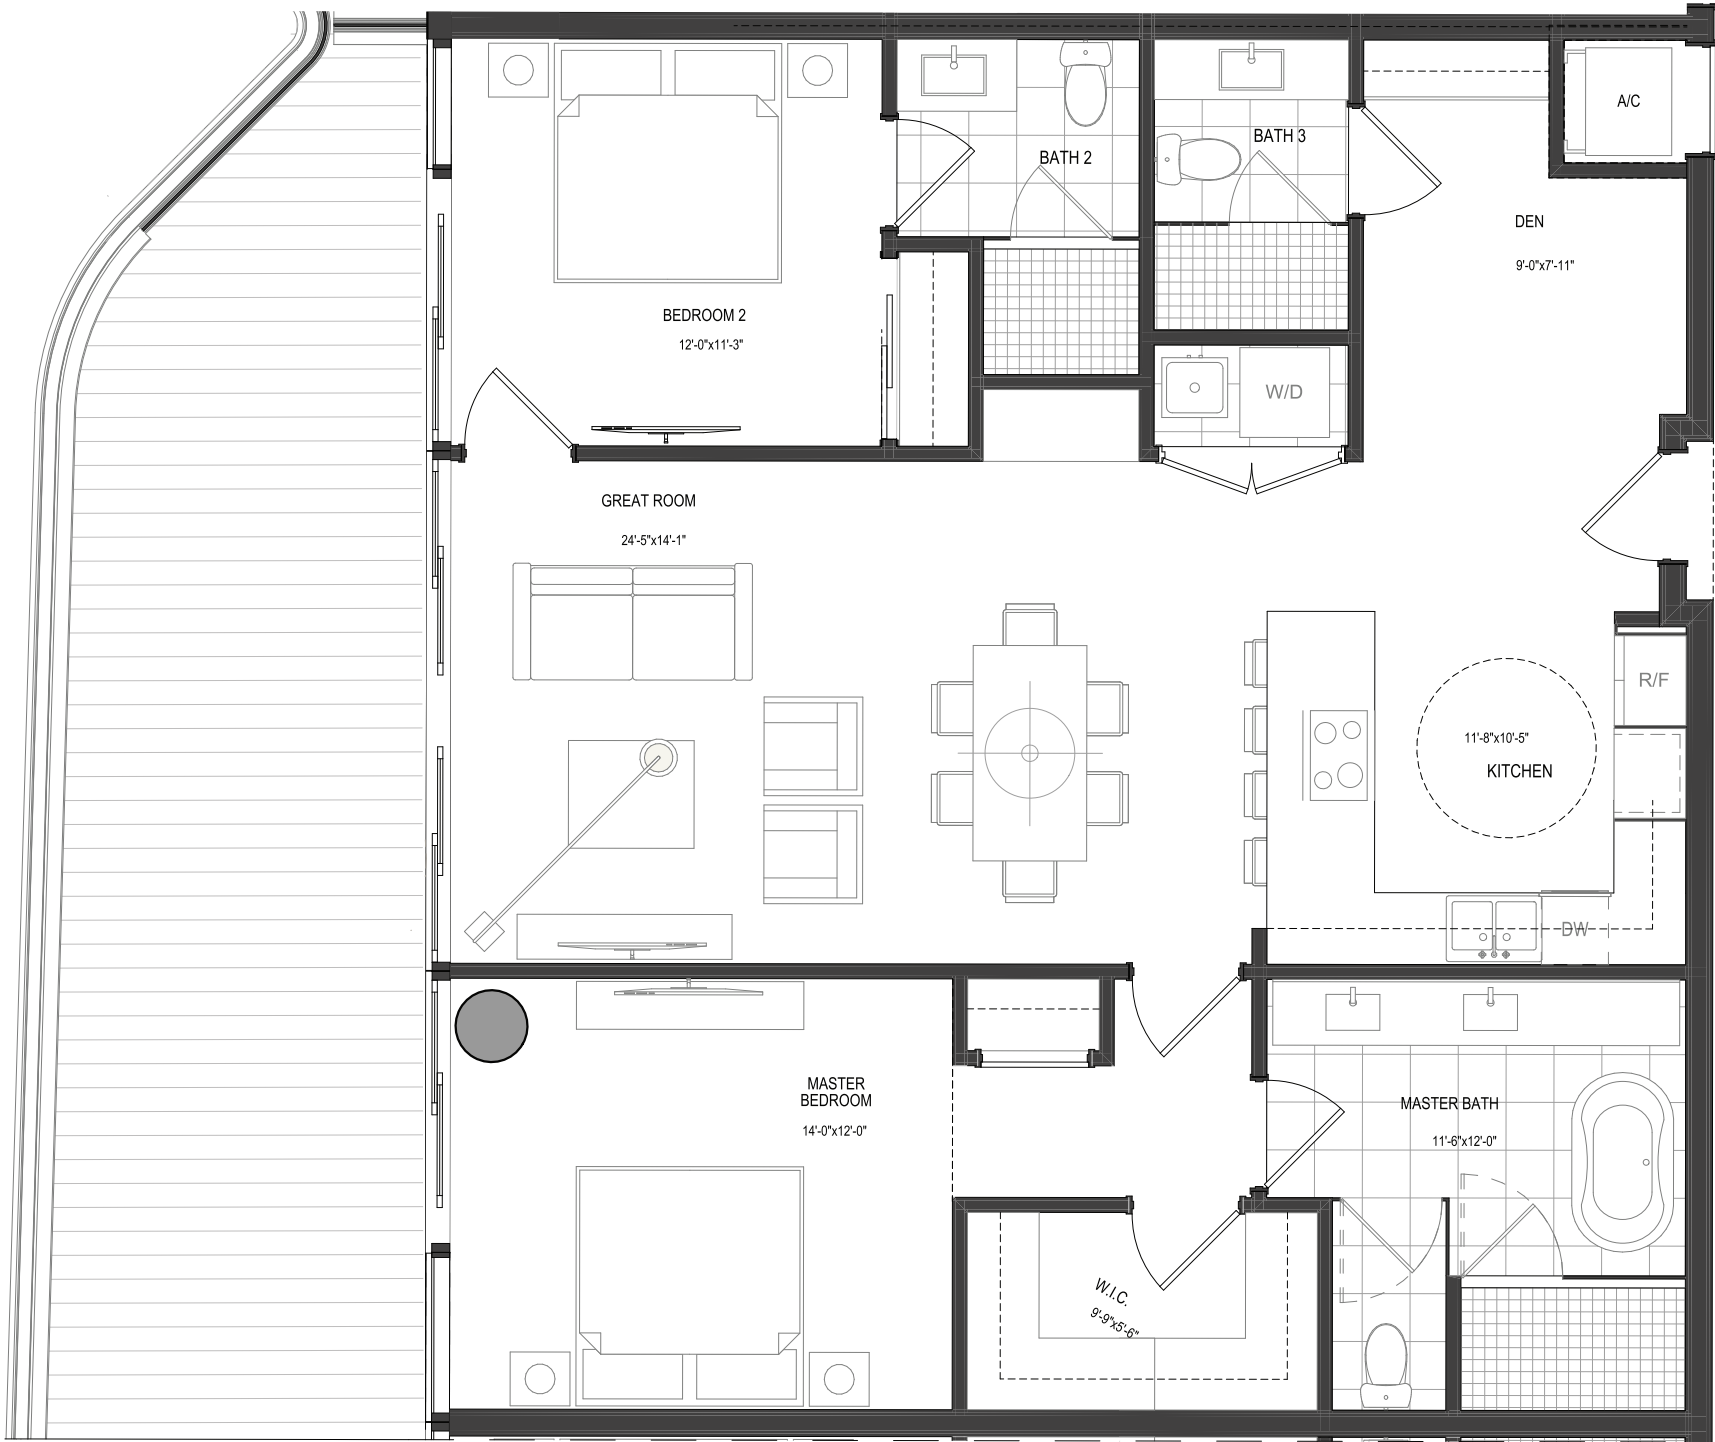 A/C
BATH 2
BATH 3
DEN
9'-0"x7'-11"
BEDROOM 2
12'-0"x11'-3"
W/D
GREAT ROOM
24'-5"x14'-1"
R/F
11'-8"x10'-5"
KITCHEN
DW
MASTER
BEDROOM
14'-0"x12'-0"
MASTER BATH
11'-6"x12'-0"
W.I.C.
9'-9"x5'-6"